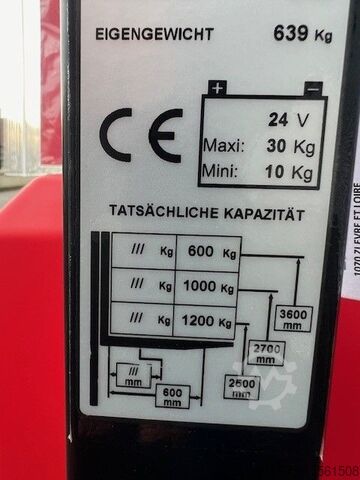 EIGENGEWICHT 639 Kg
+ -
CE
24 V
Maxi: 30 Kg
Mini: 10 Kg
TATSÄCHLICHE KAPAZITÄT
/// Kg 600 Kg
/// Kg 1000 Kg
/// Kg 1200 Kg
3600 mm
2700 mm
2500 mm
/// mm
600 mm